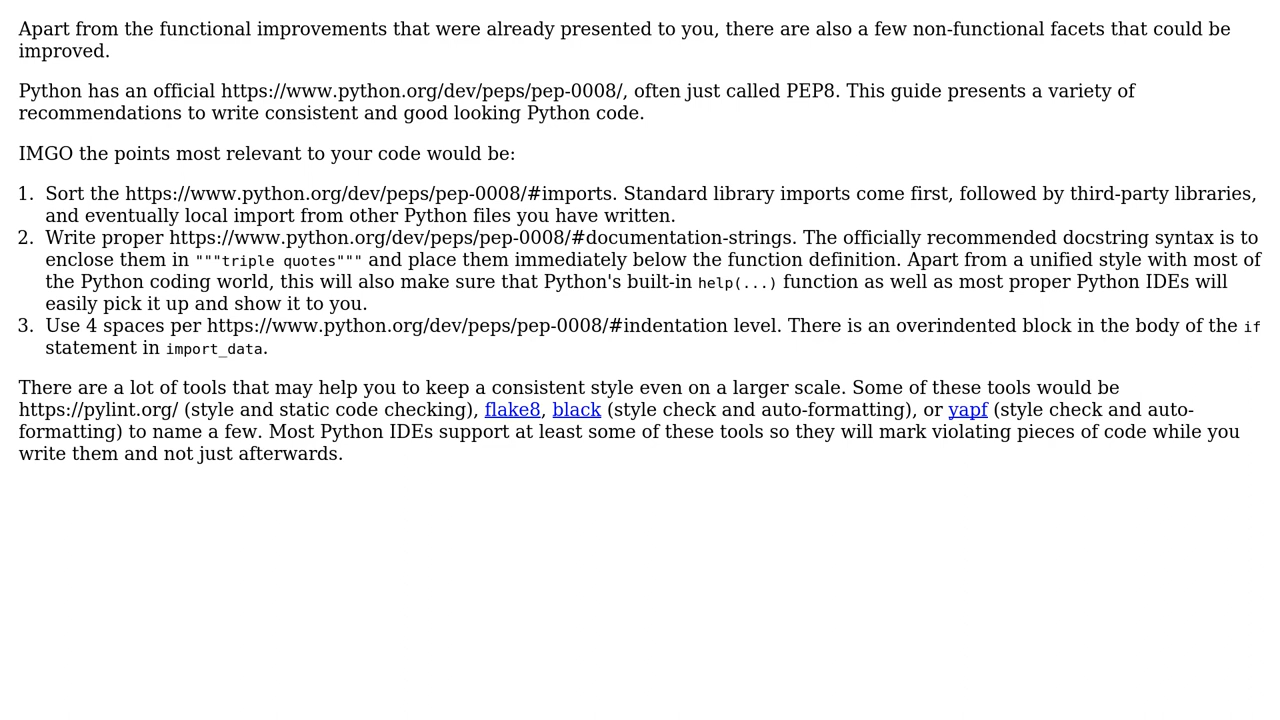 Apart from the functional improvements that were already presented to you, there are also a few non-functional facets that could be
improved.
Python has an official https://www.python.org/dev/peps/pep-0008/, often just called PEP8. This guide presents a variety of
recommendations to write consistent and good looking Python code.
IMGO the points most relevant to your code would be:
1. Sort the https://www.python.org/dev/peps/pep-0008/#imports. Standard library imports come first, followed by third-party libraries,
and eventually local import from other Python files you have written.
2. Write proper https://www.python.org/dev/peps/pep-0008/#documentation-strings. The officially recommended docstring syntax is to
enclose them in """triple quotes""" and place them immediately below the function definition. Apart from a unified style with most of
the Python coding world, this will also make sure that Python's built-in help(...) function as well as most proper Python IDEs will
easily pick it up and show it to you.
3. Use 4 spaces per https://www.python.org/dev/peps/pep-0008/#indentation level. There is an overindented block in the body of the if
statement in import_data.
There are a lot of tools that may help you to keep a consistent style even on a larger scale. Some of these tools would be
https://pylint.org/ (style and static code checking), flake8, black (style check and auto-formatting), or yapf (style check and auto-
formatting) to name a few. Most Python IDEs support at least some of these tools so they will mark violating pieces of code while you
write them and not just afterwards.